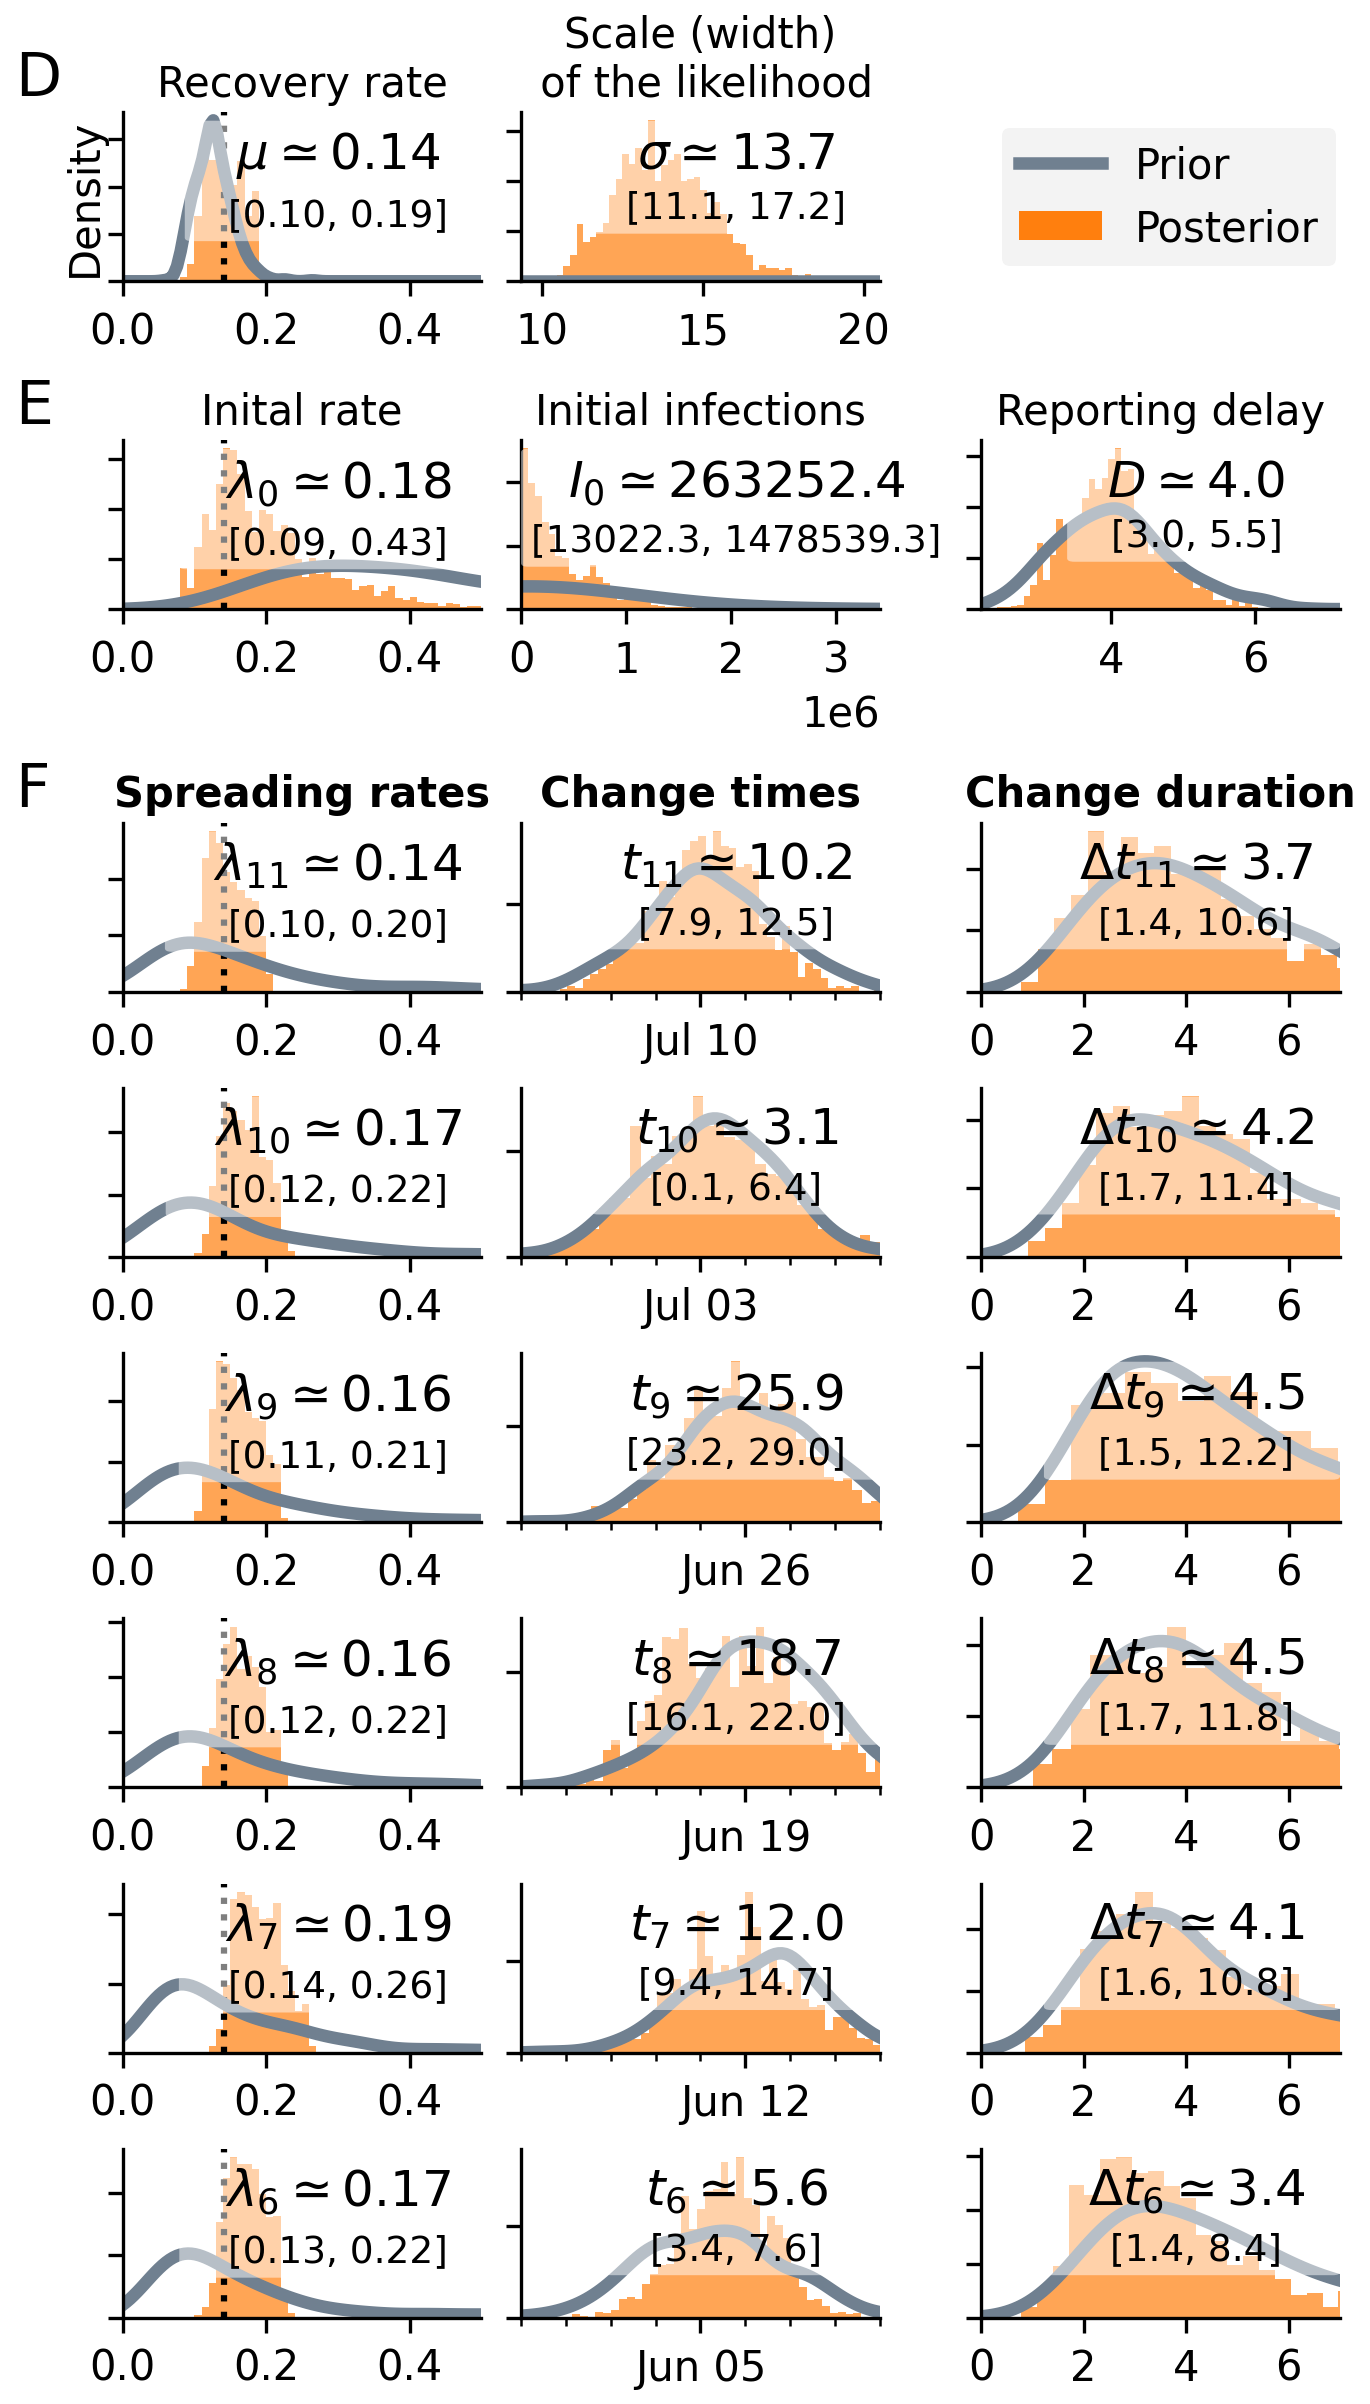 D
Recovery rate
Scale (width)
of the likelihood
Density
μ ≃ 0.14
[0.10, 0.19]
0.0 0.2 0.4
σ ≃ 13.7
[11.1, 17.2]
10 15 20
Prior
Posterior
E
Inital rate
λ0 ≃ 0.18
[0.09, 0.43]
0.0 0.2 0.4
Initial infections
I0 ≃ 263252.4
[13022.3, 1478539.3]
0 1 2 3
1e6
Reporting delay
D ≃ 4.0
[3.0, 5.5]
4 6
F
Spreading rates
Change times
Change duration
λ11 ≃ 0.14
[0.10, 0.20]
0.0 0.2 0.4
t11 ≃ 10.2
[7.9, 12.5]
Jul 10
Δt11 ≃ 3.7
[1.4, 10.6]
0 2 4 6
λ10 ≃ 0.17
[0.12, 0.22]
0.0 0.2 0.4
t10 ≃ 3.1
[0.1, 6.4]
Jul 03
Δt10 ≃ 4.2
[1.7, 11.4]
0 2 4 6
λ9 ≃ 0.16
[0.11, 0.21]
0.0 0.2 0.4
t9 ≃ 25.9
[23.2, 29.0]
Jun 26
Δt9 ≃ 4.5
[1.5, 12.2]
0 2 4 6
λ8 ≃ 0.16
[0.12, 0.22]
0.0 0.2 0.4
t8 ≃ 18.7
[16.1, 22.0]
Jun 19
Δt8 ≃ 4.5
[1.7, 11.8]
0 2 4 6
λ7 ≃ 0.19
[0.14, 0.26]
0.0 0.2 0.4
t7 ≃ 12.0
[9.4, 14.7]
Jun 12
Δt7 ≃ 4.1
[1.6, 10.8]
0 2 4 6
λ6 ≃ 0.17
[0.13, 0.22]
0.0 0.2 0.4
t6 ≃ 5.6
[3.4, 7.6]
Jun 05
Δt6 ≃ 3.4
[1.4, 8.4]
0 2 4 6